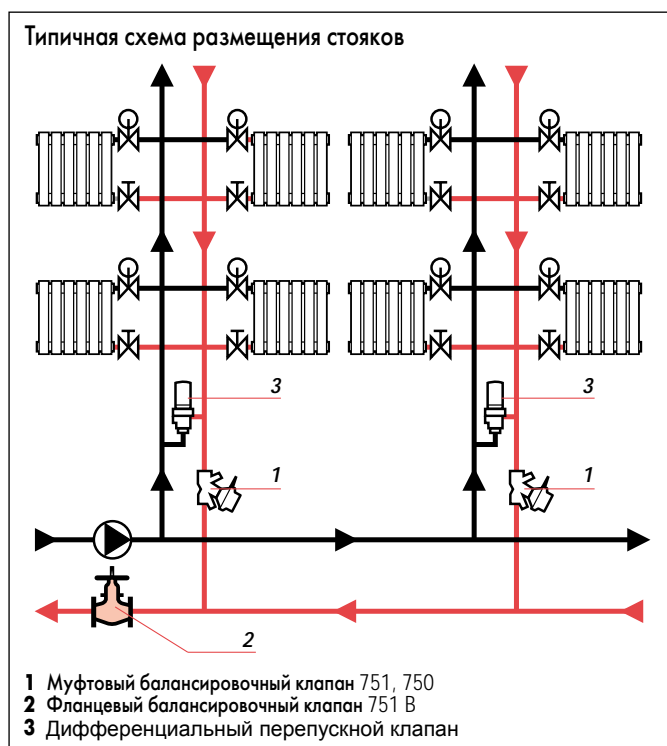 Типичная схема размещения стояков
3
3
1
1
2
1 Муфтовый балансировочный клапан 751, 750
2 Фланцевый балансировочный клапан 751 В
3 Дифференциальный перепускной клапан